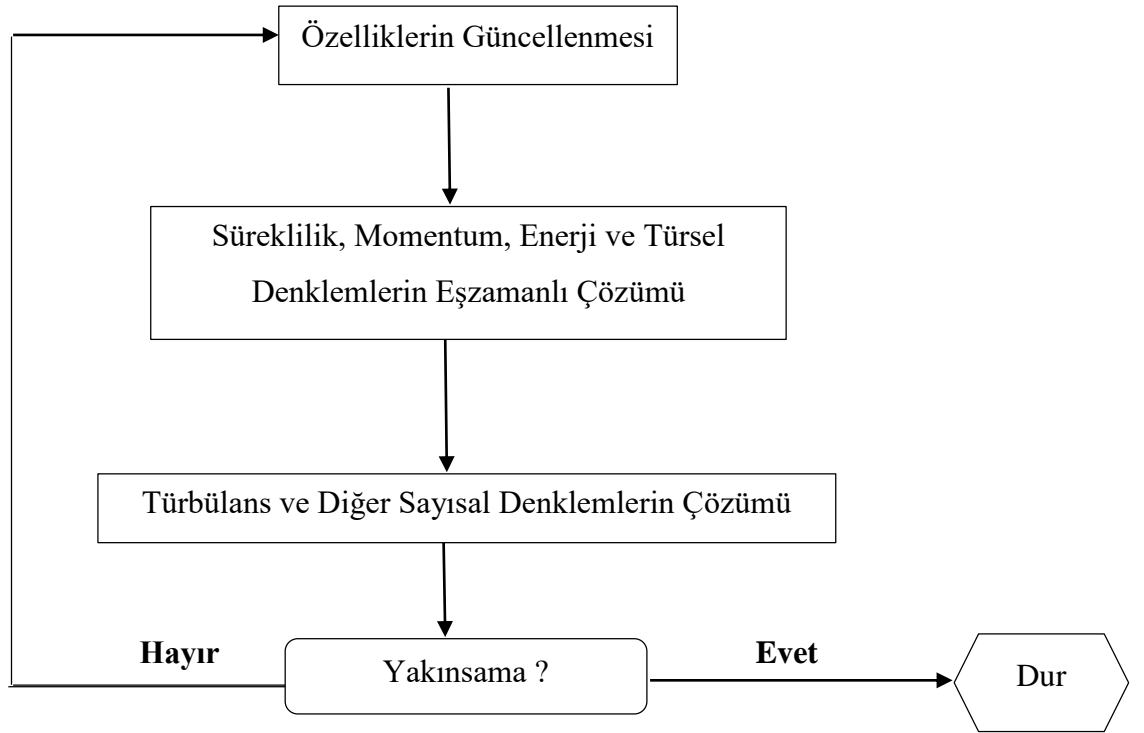 Özelliklerin Güncellenmesi
Süreklilik, Momentum, Enerji ve Türsel
Denklemlerin Eşzamanlı Çözümü
Türbülans ve Diğer Sayısal Denklemlerin Çözümü
Hayır
Yakınsama ?
Evet
Dur